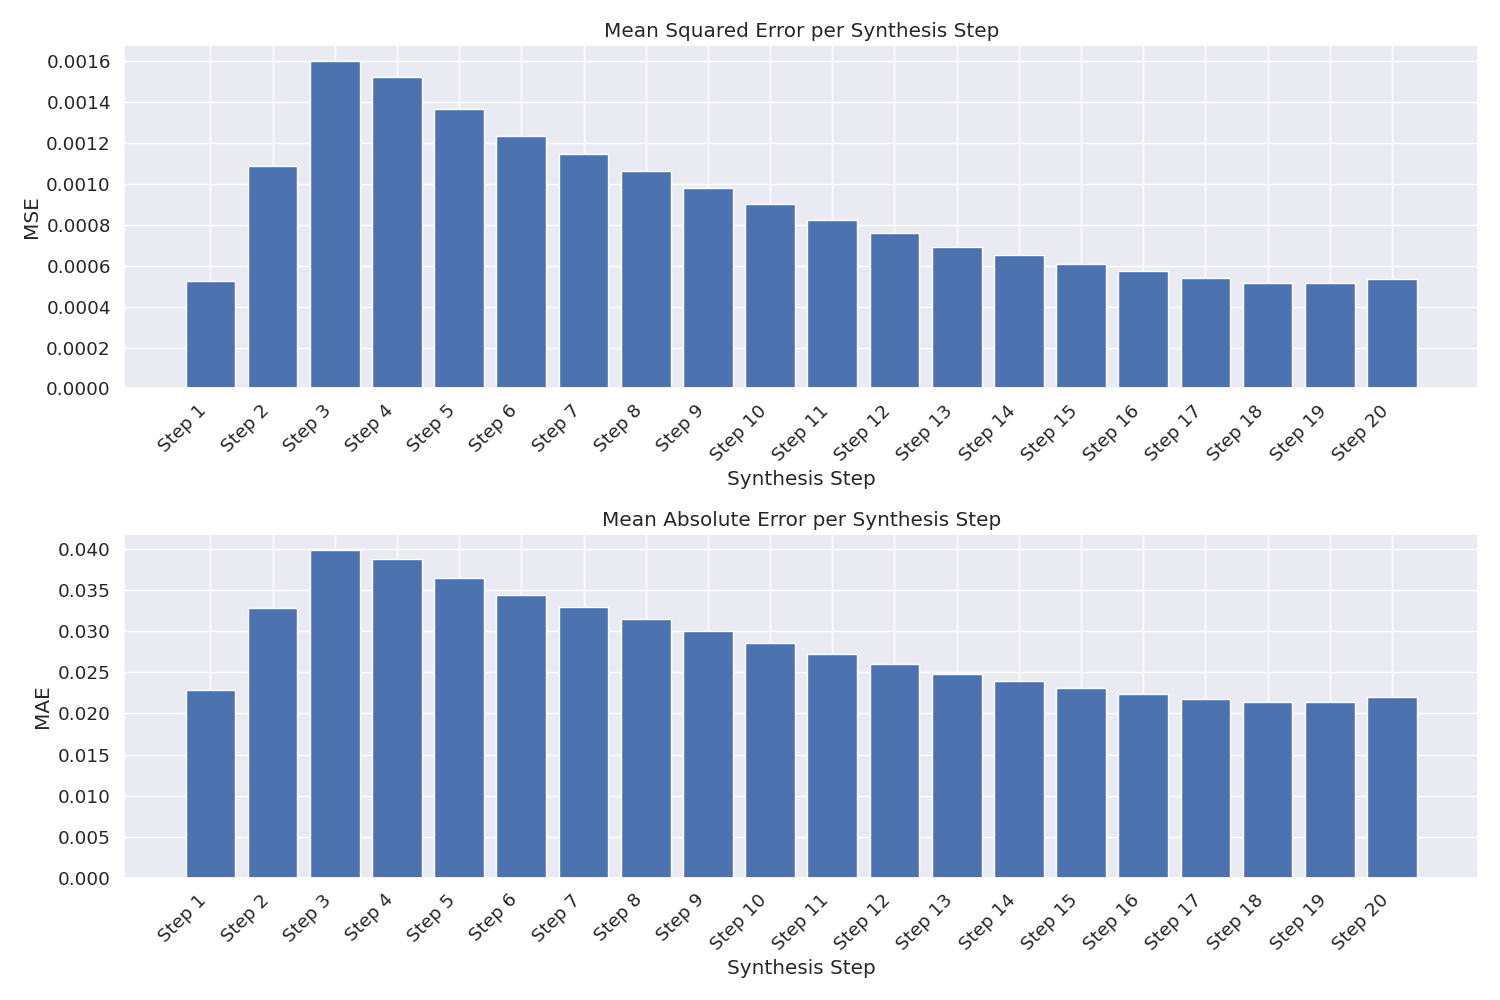 Mean Squared Error per Synthesis Step
MSE
0.0016
0.0014
0.0012
0.0010
0.0008
0.0006
0.0004
0.0002
0.0000
Step 1
Step 2
Step 3
Step 4
Step 5
Step 6
Step 7
Step 8
Step 9
Step 10
Step 11
Step 12
Step 13
Step 14
Step 15
Step 16
Step 17
Step 18
Step 19
Step 20
Synthesis Step
Mean Absolute Error per Synthesis Step
MAE
0.040
0.035
0.030
0.025
0.020
0.015
0.010
0.005
0.000
Step 1
Step 2
Step 3
Step 4
Step 5
Step 6
Step 7
Step 8
Step 9
Step 10
Step 11
Step 12
Step 13
Step 14
Step 15
Step 16
Step 17
Step 18
Step 19
Step 20
Synthesis Step